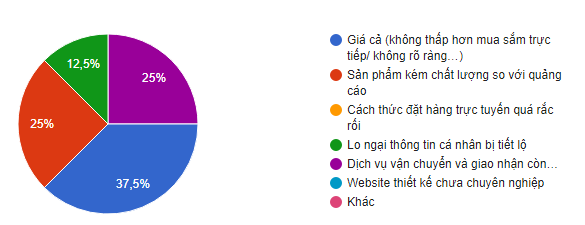 12,5%
25%
25%
37,5%
Giá cả (không thấp hơn mua sắm trực
tiếp/ không rõ ràng…)
Sản phẩm kém chất lượng so với quảng
cáo
Cách thức đặt hàng trực tuyến quá rắc
rối
Lo ngại thông tin cá nhân bị tiết lộ
Dịch vụ vận chuyển và giao nhận còn…
Website thiết kế chưa chuyên nghiệp
Khác